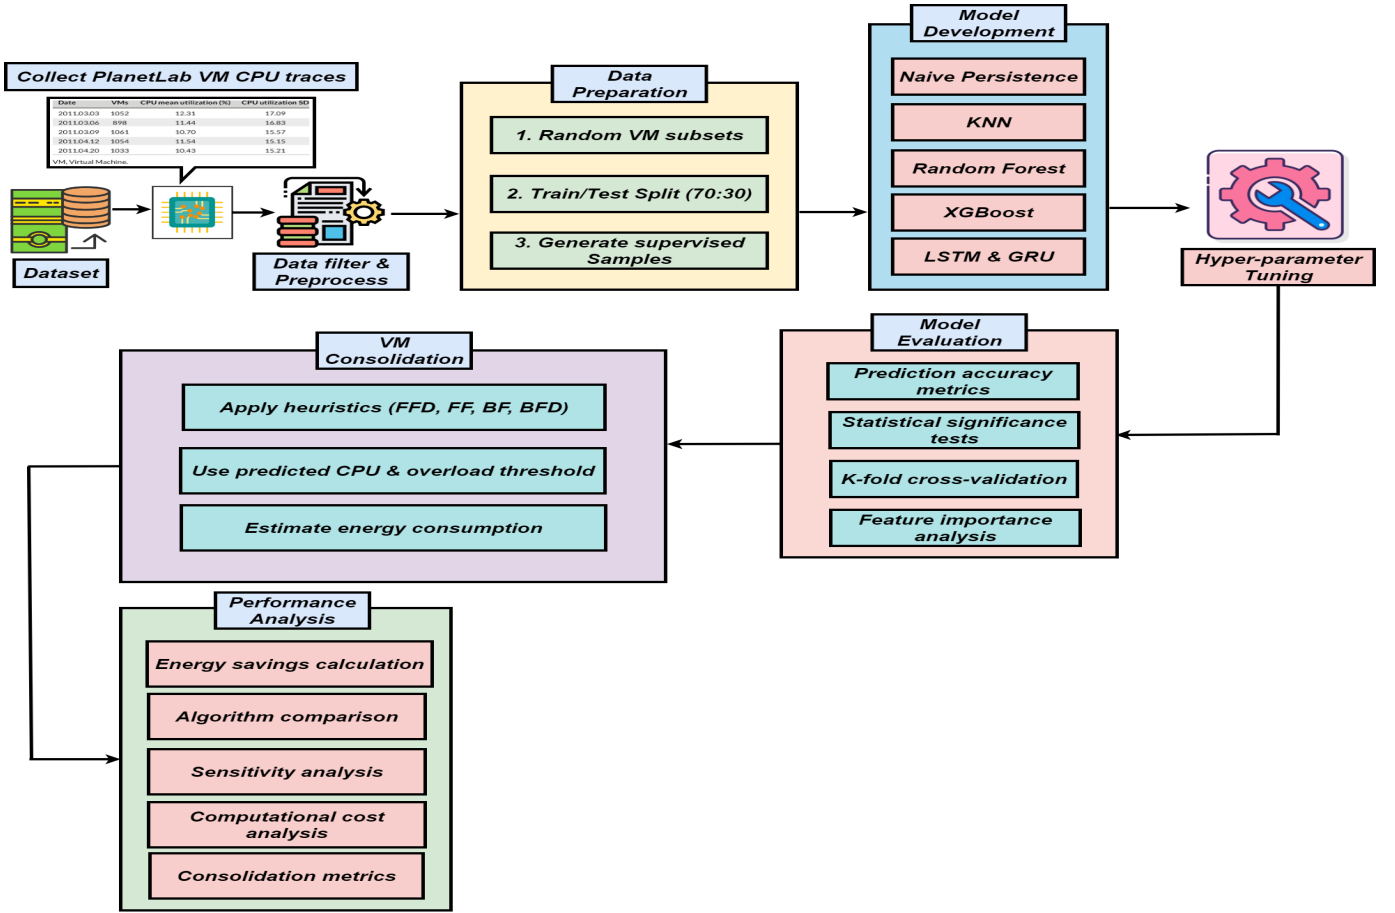 Collect PlanetLab VM CPU traces
Date VMs CPU mean utilization (%) CPU utilization SD
2011.03.03 1052 12.31 17.09
2011.03.06 898 11.44 16.83
2011.03.09 1061 10.70 15.57
2011.04.12 1054 11.54 15.15
2011.04.20 1033 10.43 15.21
VM, Virtual Machine.
Dataset
Data filter &
Preprocess
Data
Preparation
1. Random VM subsets
2. Train/Test Split (70:30)
3. Generate supervised
Samples
Model
Development
Naive Persistence
KNN
Random Forest
XGBoost
LSTM & GRU
Hyper-parameter
Tuning
Model
Evaluation
Prediction accuracy
metrics
Statistical significance
tests
K-fold cross-validation
Feature importance
analysis
VM
Consolidation
Apply heuristics (FFD, FF, BF, BFD)
Use predicted CPU & overload threshold
Estimate energy consumption
Performance
Analysis
Energy savings calculation
Algorithm comparison
Sensitivity analysis
Computational cost
analysis
Consolidation metrics